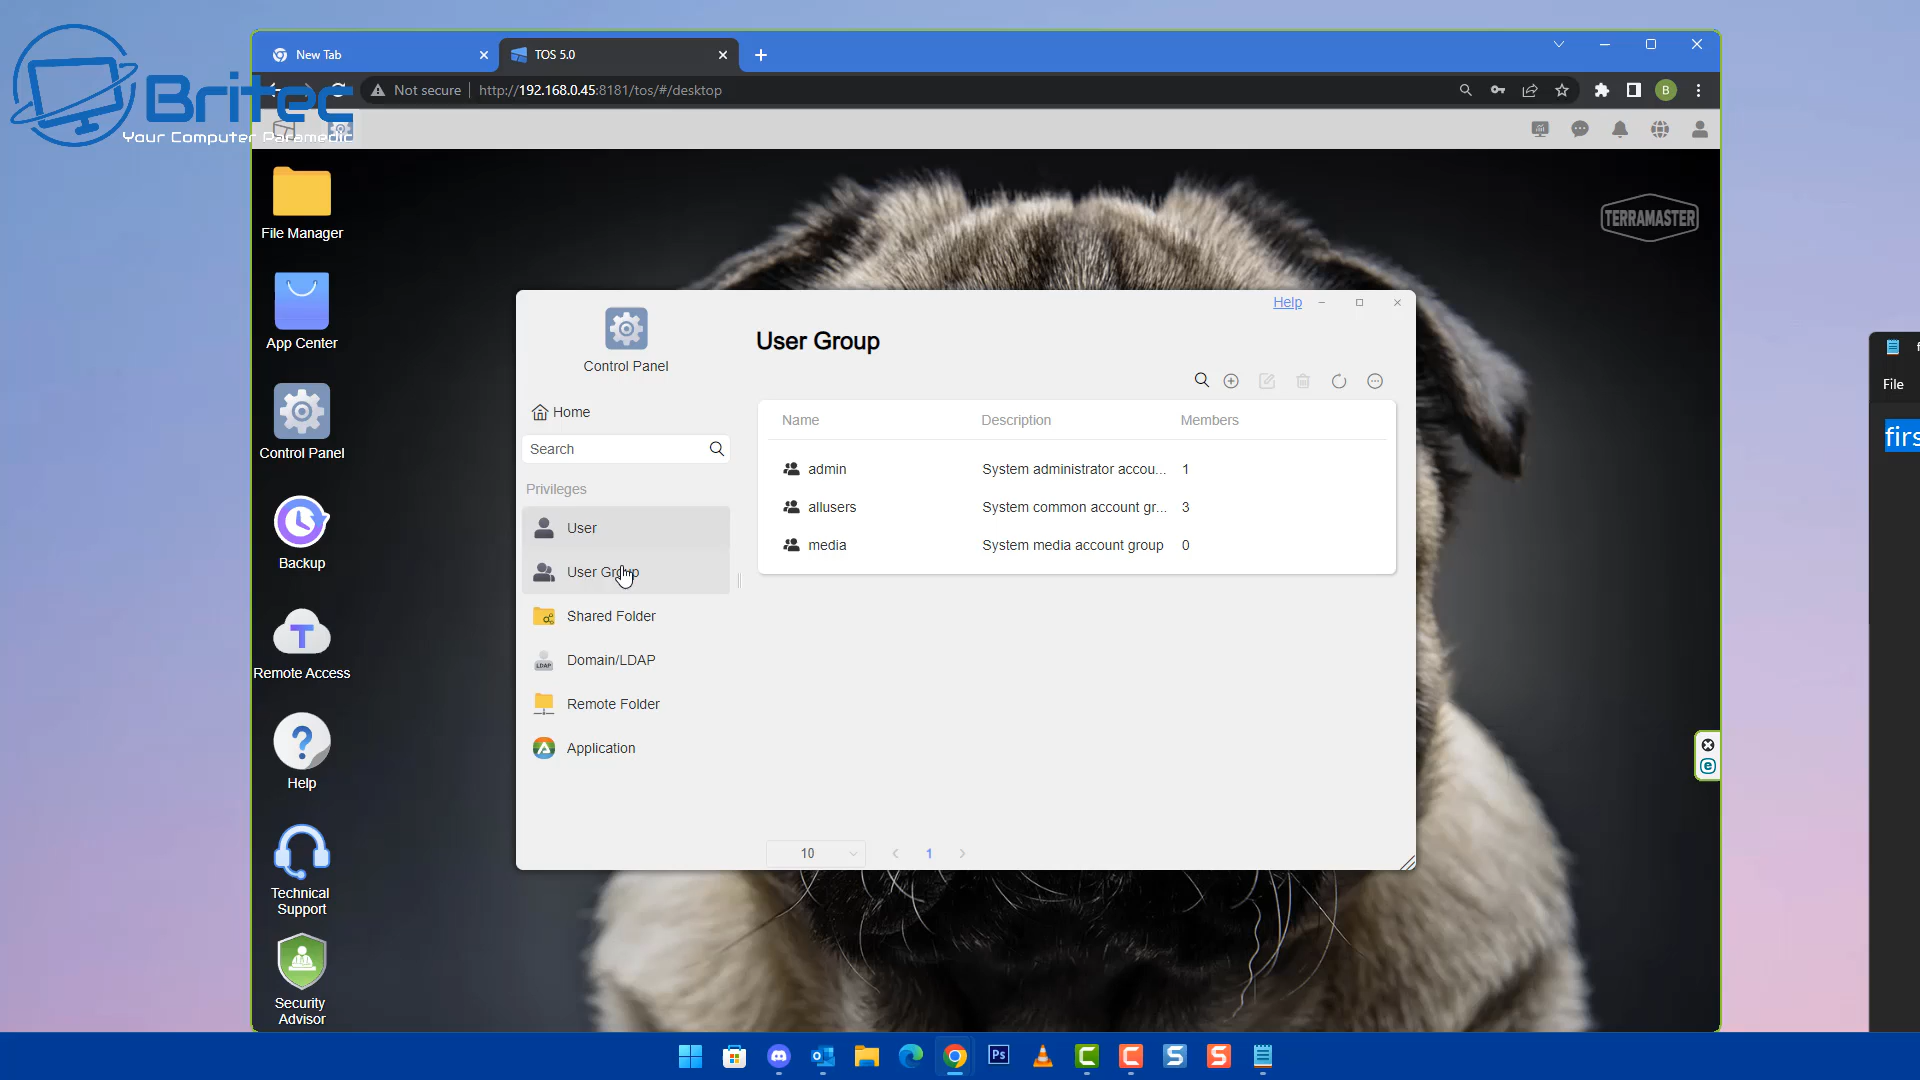 Britec
Your Computer Paramedic
New Tab
TOS 5.0
Not secure
http://192.168.0.45:8181/tos/#/desktop
B
File Manager
App Center
Control Panel
Backup
T
Remote Access
?
Help
Technical
Support
Security
Advisor
TERRAMASTER
Help
Control Panel
User Group
Home
Search
Privileges
User
User Group
Shared Folder
LDAP
Domain/LDAP
Remote Folder
Application
Name
Description
Members
admin
System administrator accou...
1
allusers
System common account gr...
3
media
System media account group
0
10
1
File
firs
e
Ps
C
C
S
S